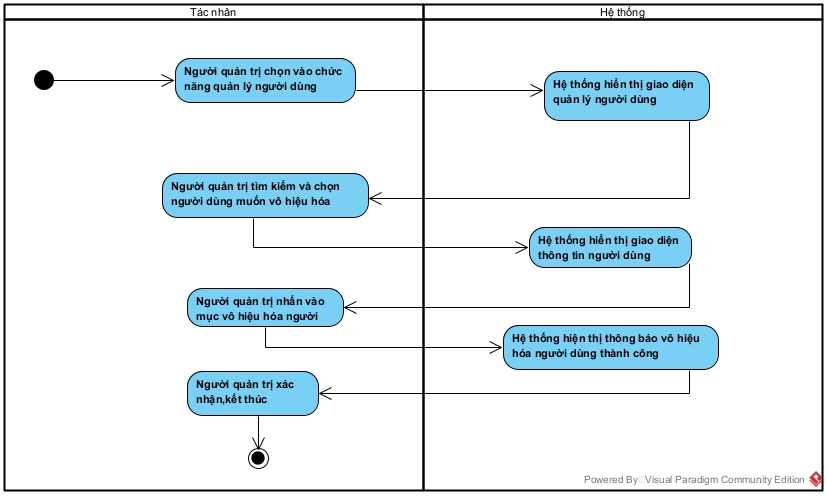 Tác nhân
Hệ thống
Người quản trị chọn vào chức
năng quản lý người dùng
Hệ thống hiển thị giao diện
quản lý người dùng
Người quản trị tìm kiếm và chọn
người dùng muốn vô hiệu hóa
Hệ thống hiển thị giao diện
thông tin người dùng
Người quản trị nhấn vào
mục vô hiệu hóa người
Hệ thống hiện thị thông báo vô hiệu
hóa người dùng thành công
Người quản trị xác
nhận,kết thúc
Powered By Visual Paradigm Community Edition